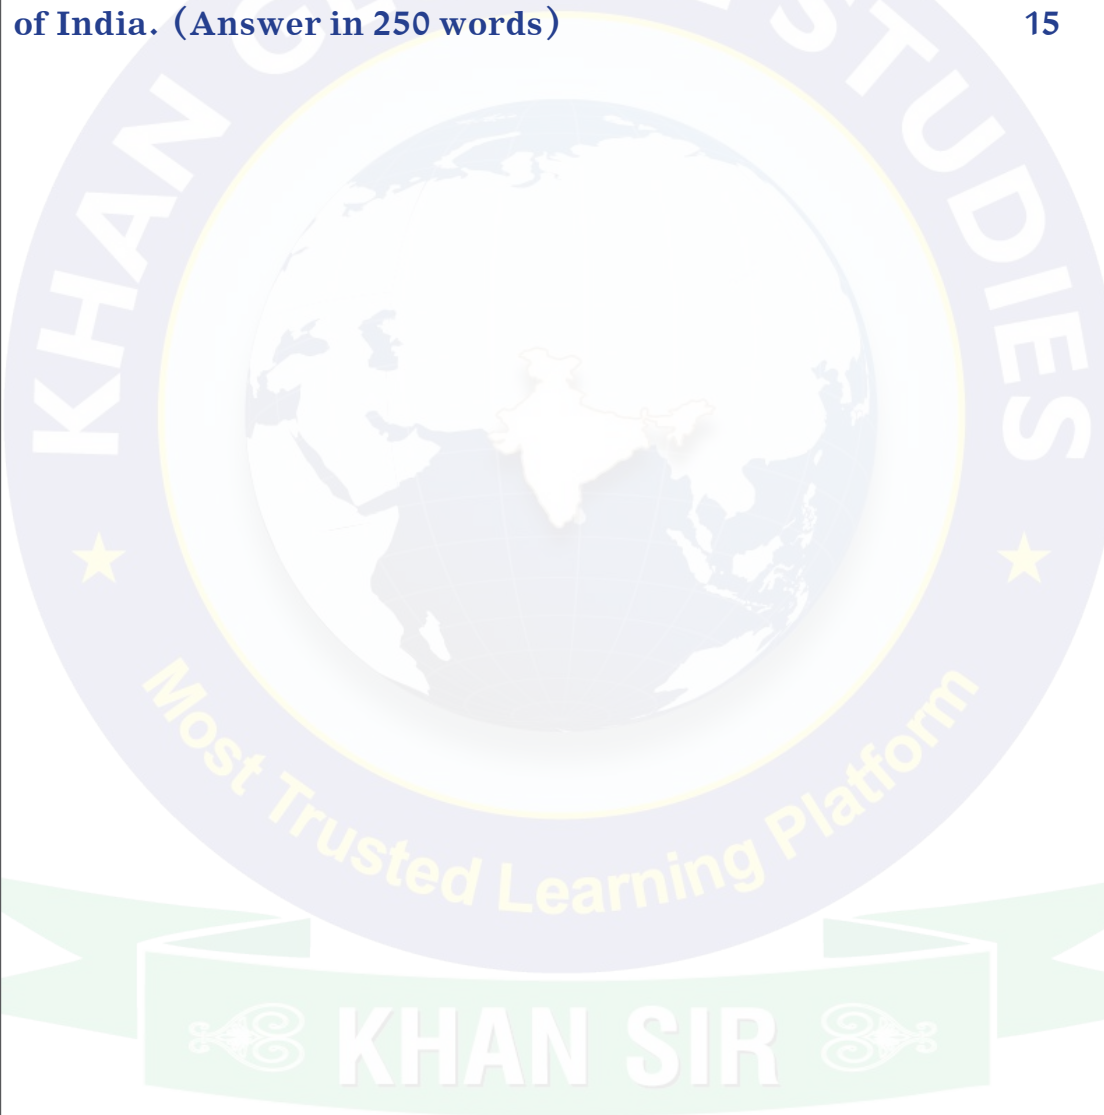 of India. (Answer in 250 words) 15
KHAN G STUDIES
Most Trusted Learning Platform
KHAN SIR